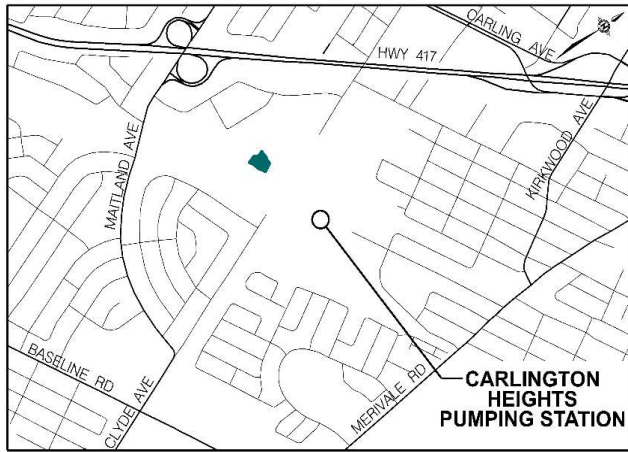 CARLING AVE
HWY 417
KIRKWOOD AVE
MAITLAND AVE
BASELINE RD
CLYDE AVE
MERIVALE RD
CARLINGTON
HEIGHTS
PUMPING STATION